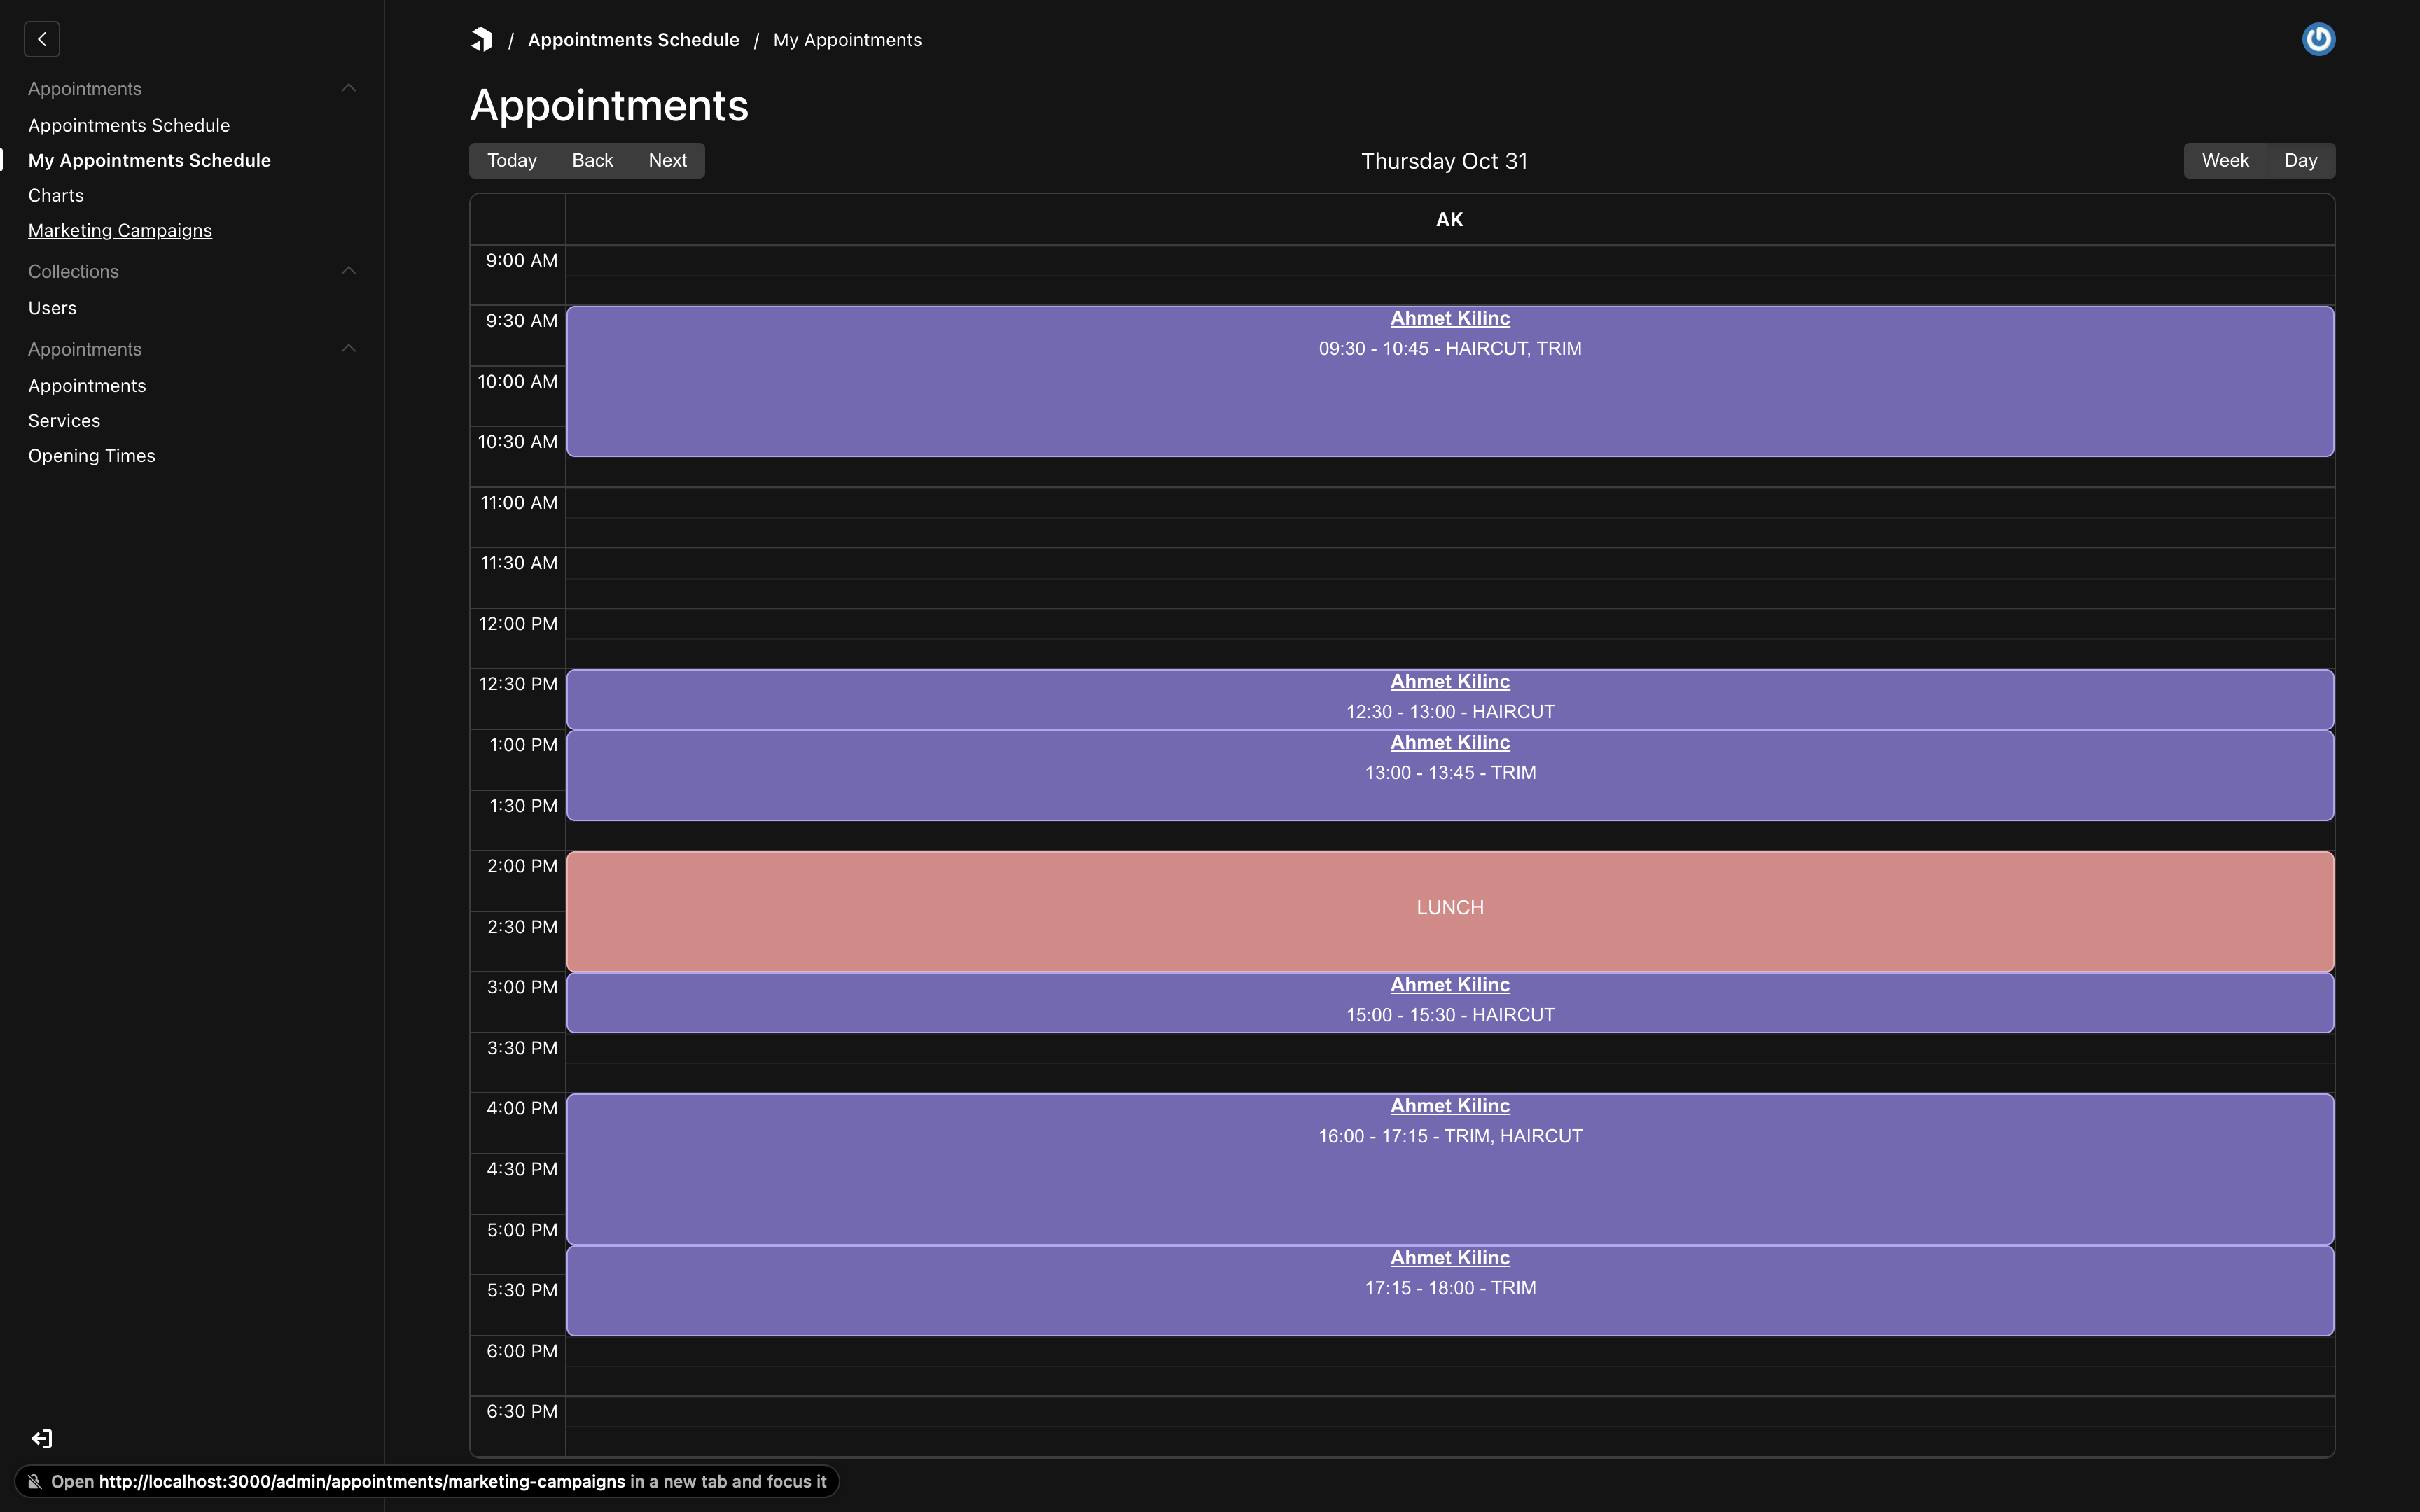 / Appointments Schedule / My Appointments
Appointments
Appointments Schedule
My Appointments Schedule
Charts
Marketing Campaigns
Collections
Users
Appointments
Appointments
Services
Opening Times
Appointments
Today Back Next
Thursday Oct 31
Week Day
AK
9:00 AM
9:30 AM
Ahmet Kilinc
09:30 - 10:45 - HAIRCUT, TRIM
10:00 AM
10:30 AM
11:00 AM
11:30 AM
12:00 PM
12:30 PM
Ahmet Kilinc
12:30 - 13:00 - HAIRCUT
1:00 PM
Ahmet Kilinc
13:00 - 13:45 - TRIM
1:30 PM
2:00 PM
LUNCH
2:30 PM
3:00 PM
Ahmet Kilinc
15:00 - 15:30 - HAIRCUT
3:30 PM
4:00 PM
Ahmet Kilinc
16:00 - 17:15 - TRIM, HAIRCUT
4:30 PM
5:00 PM
Ahmet Kilinc
17:15 - 18:00 - TRIM
5:30 PM
6:00 PM
6:30 PM
Open http://localhost:3000/admin/appointments/marketing-campaigns in a new tab and focus it